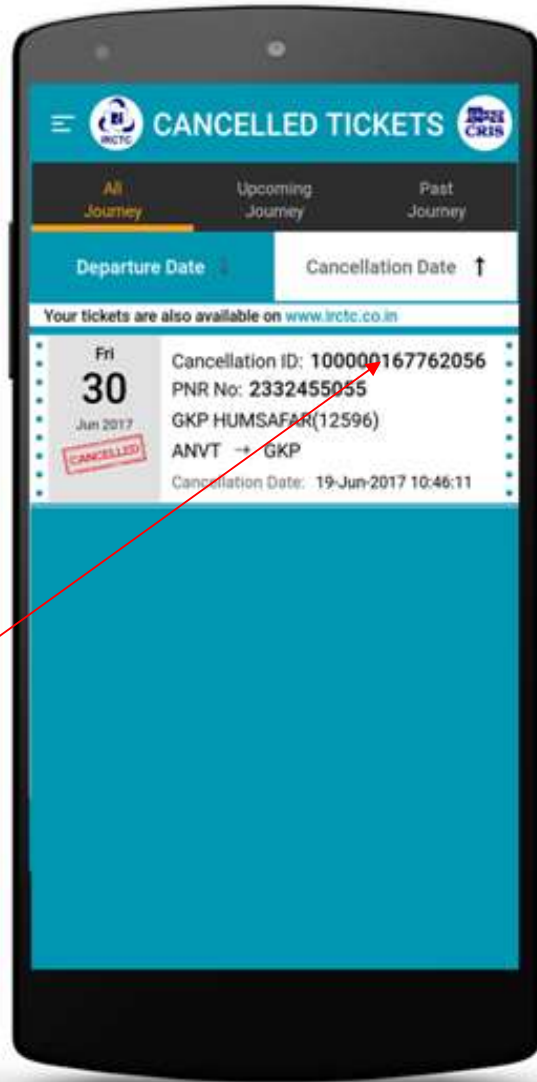 IRCTC
CANCELLED TICKETS
CRIS
All Journey
Upcoming Journey
Past Journey
Departure Date ↓
Cancellation Date ↑
Your tickets are also available on www.irctc.co.in
Fri
30
Jun 2017
CANCELLED
Cancellation ID: 100000167762056
PNR No: 2332455055
GKP HUMSAFAR(12596)
ANVT → GKP
Cancellation Date: 19-Jun-2017 10:46:11